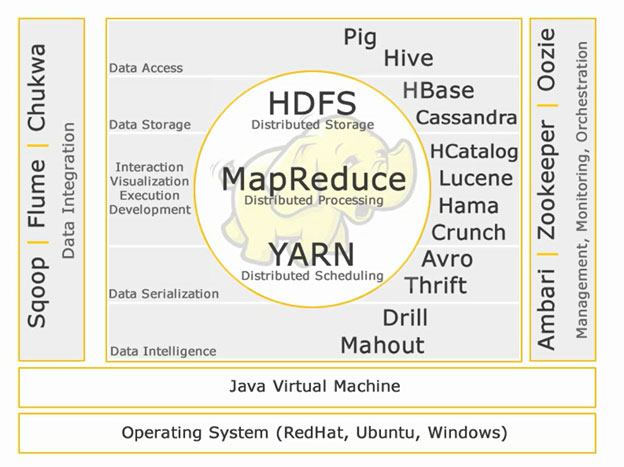 Sqoop | Flume | Chukwa
Data Integration
Data Access
Pig
Hive
Data Storage
HDFS
Distributed Storage
HBase
Cassandra
Interaction
Visualization
Execution
Development
MapReduce
Distributed Processing
HCatalog
Lucene
Hama
Crunch
Data Serialization
YARN
Distributed Scheduling
Avro
Thrift
Data Intelligence
Drill
Mahout
Ambari | Zookeeper | Oozie
Management, Monitoring, Orchestration
Java Virtual Machine
Operating System (RedHat, Ubuntu, Windows)